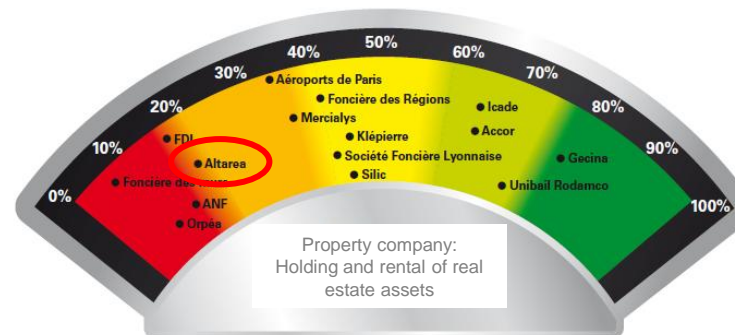 50%
40%
60%
30%
70%
20%
80%
10%
90%
0%
100%
Aéroports de Paris
Foncière des Régions
Icade
Mercialys
Accor
FDL
Klépierre
Altarea
Société Foncière Lyonnaise
Gecina
Silic
Foncière des
Unibail Rodamco
ANF
Orpéa
Property company:
Holding and rental of real
estate assets